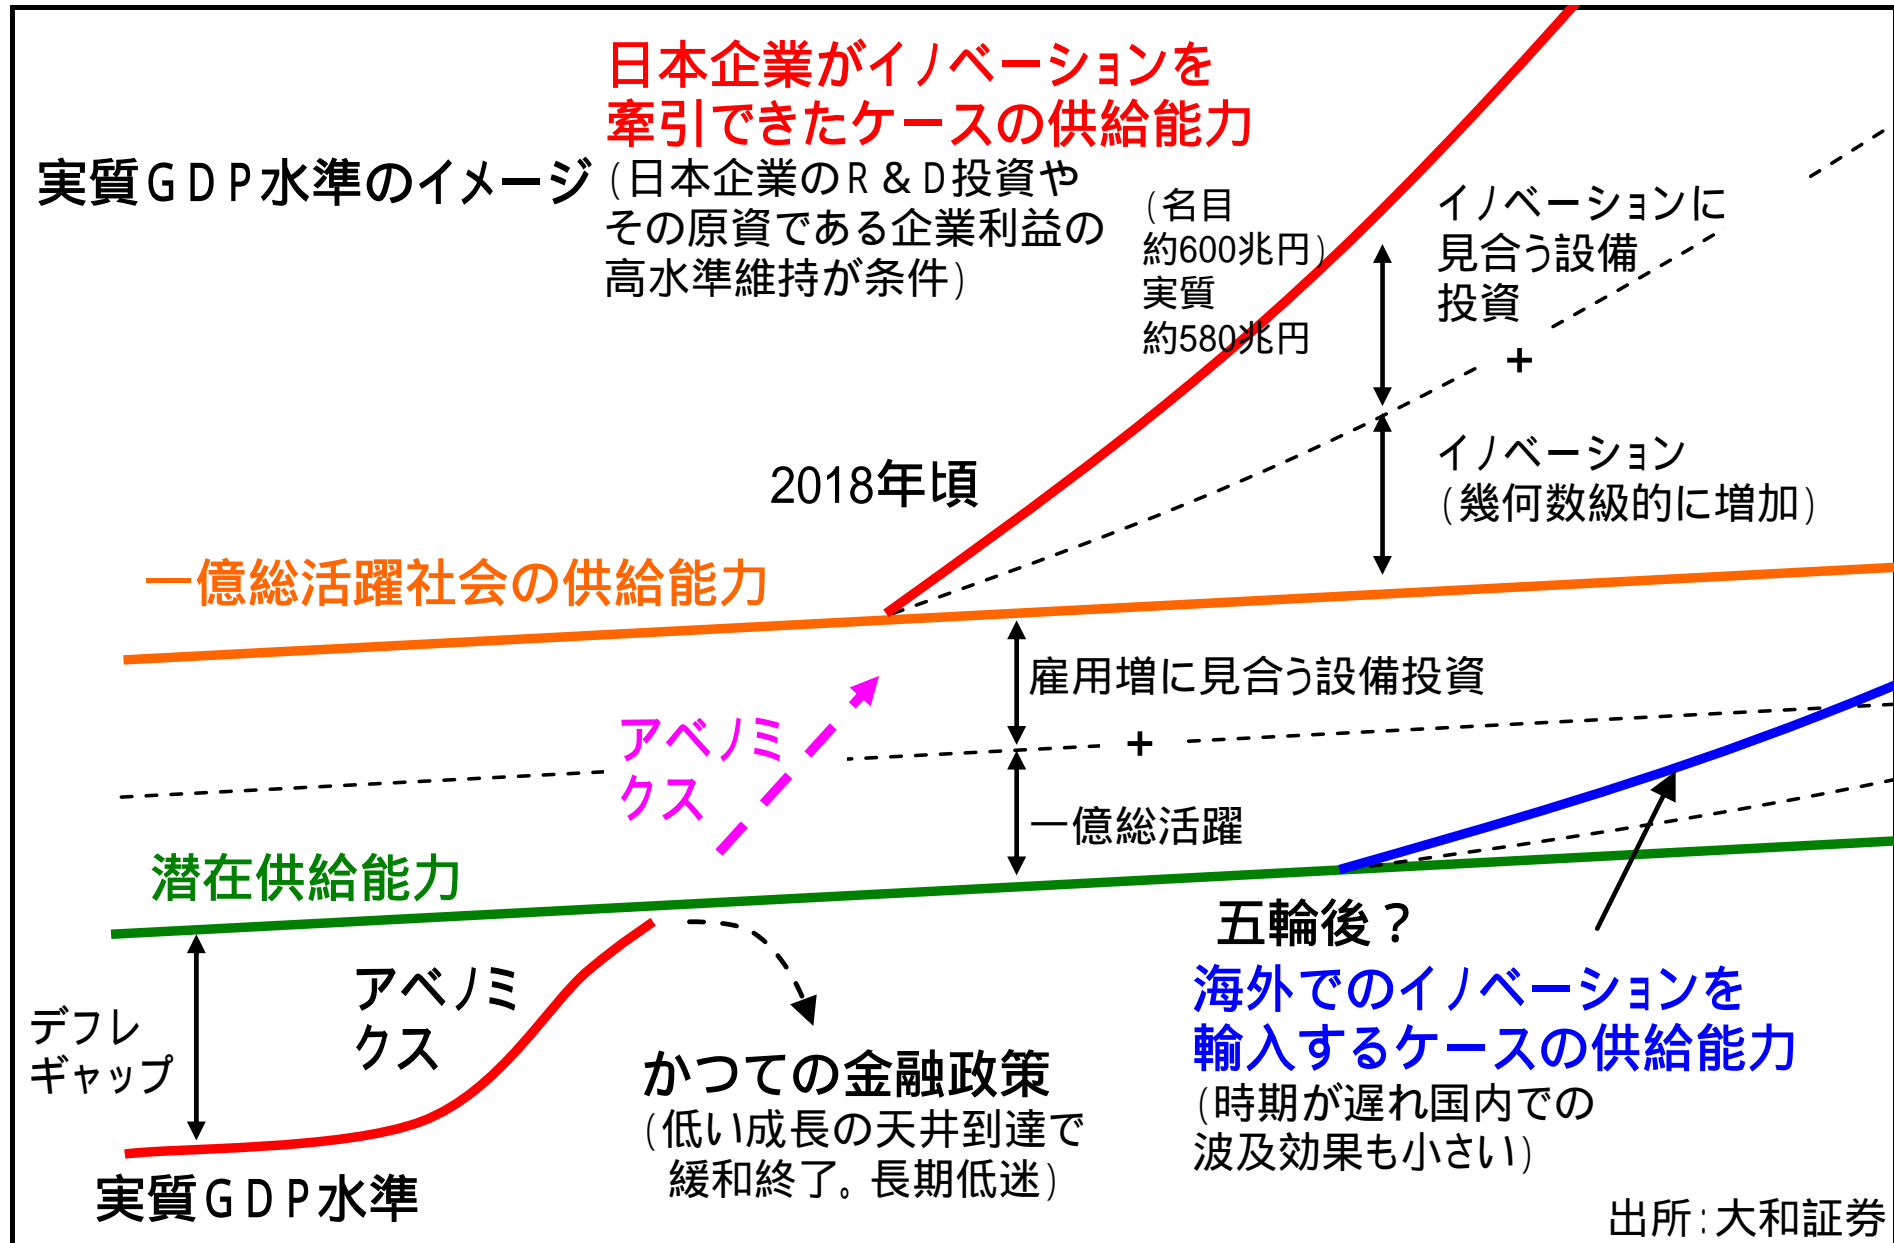 実質GDP水準のイメージ
日本企業がイノベーションを
牽引できたケースの供給能力
(日本企業のR&D投資や
その原資である企業利益の
高水準維持が条件)
(名目
約600兆円)
実質
約580兆円
イノベーションに
見合う設備
投資
+
イノベーション
(幾何数級的に増加)
2018年頃
一億総活躍社会の供給能力
雇用増に見合う設備投資
+
一億総活躍
アベノミ
クス
潜在供給能力
デフレ
ギャップ
アベノミ
クス
実質GDP水準
かつての金融政策
(低い成長の天井到達で
緩和終了。長期低迷)
五輪後?
海外でのイノベーションを
輸入するケースの供給能力
(時期が遅れ国内での
波及効果も小さい)
出所:大和証券